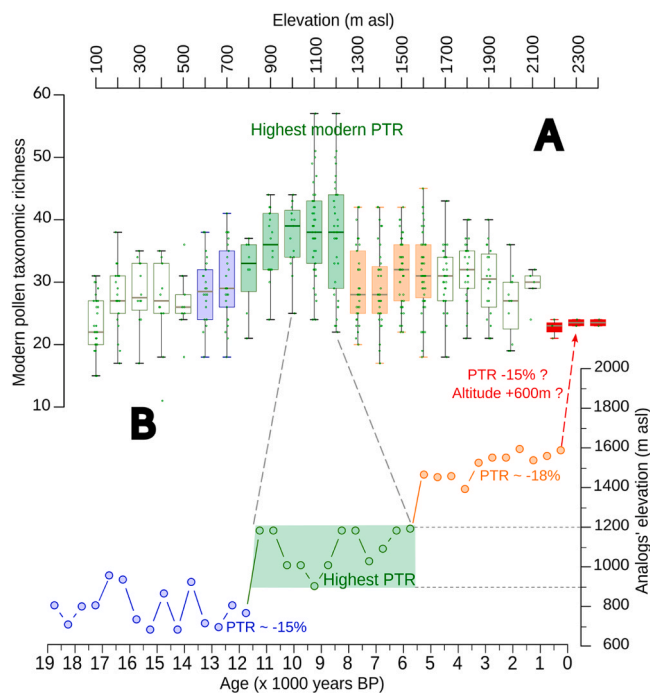 Elevation (m asl)
100 300 500 700 900 1100 1300 1500 1700 1900 2100 2300
Modern pollen taxonomic richness
60
50
40
30
20
10
Highest modern PTR
A
B
PTR -15% ?
Altitude +600m ?
2000
1800
1600
1400
1200
1000
800
600
Analogs' elevation (m asl)
PTR ~ -18%
Highest PTR
PTR ~ -15%
19 18 17 16 15 14 13 12 11 10 9 8 7 6 5 4 3 2 1 0
Age (x 1000 years BP)